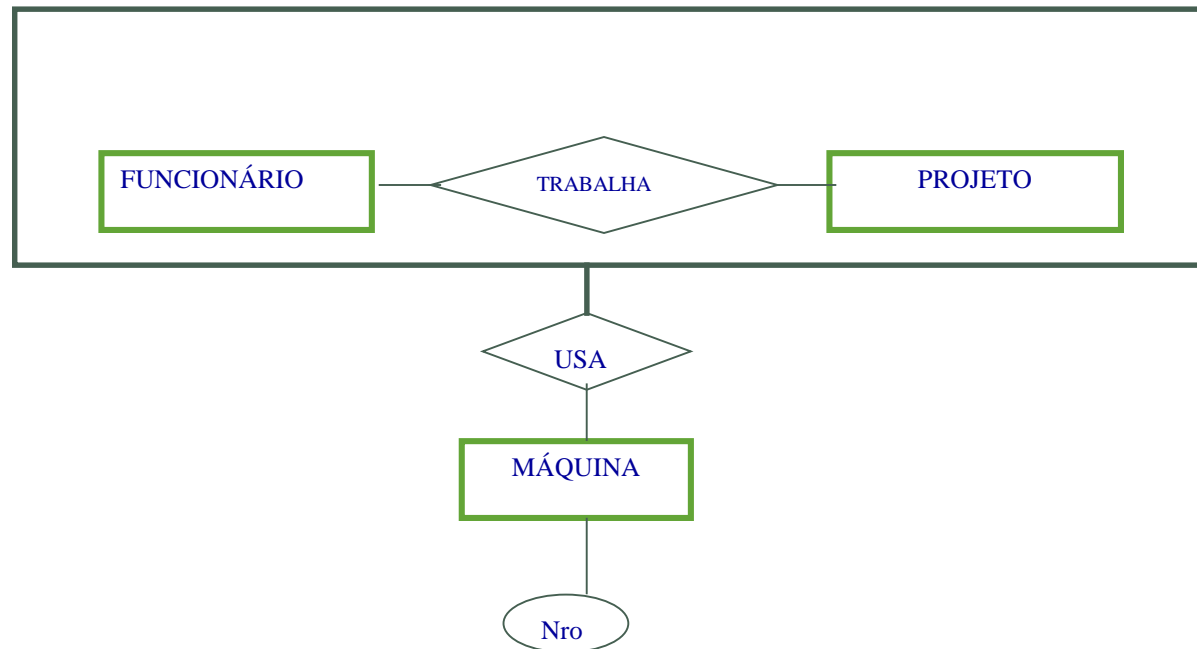 FUNCIONÁRIO
TRABALHA
PROJETO
USA
MÁQUINA
Nro